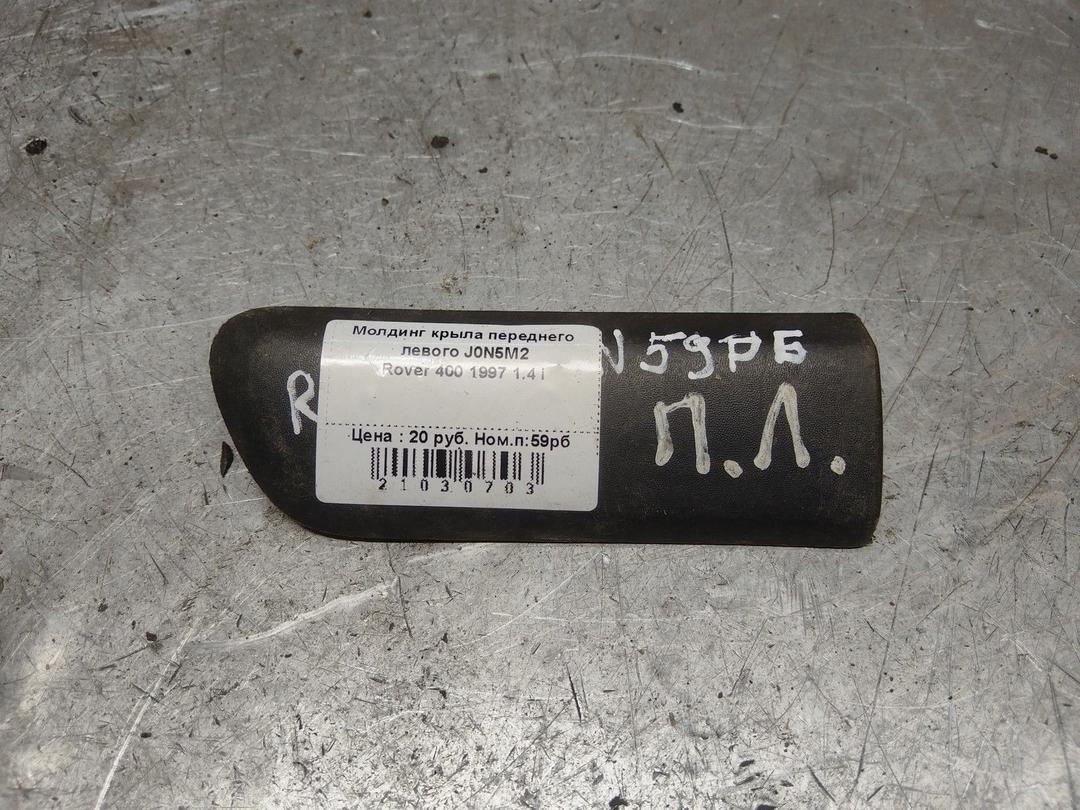 Молдинг крыла переднего
левого J0N5M2
Rover 400 1997 1.4 i
Цена : 20 руб. Ном.п:59рб
21030703
R
N59РБ
П.Л.